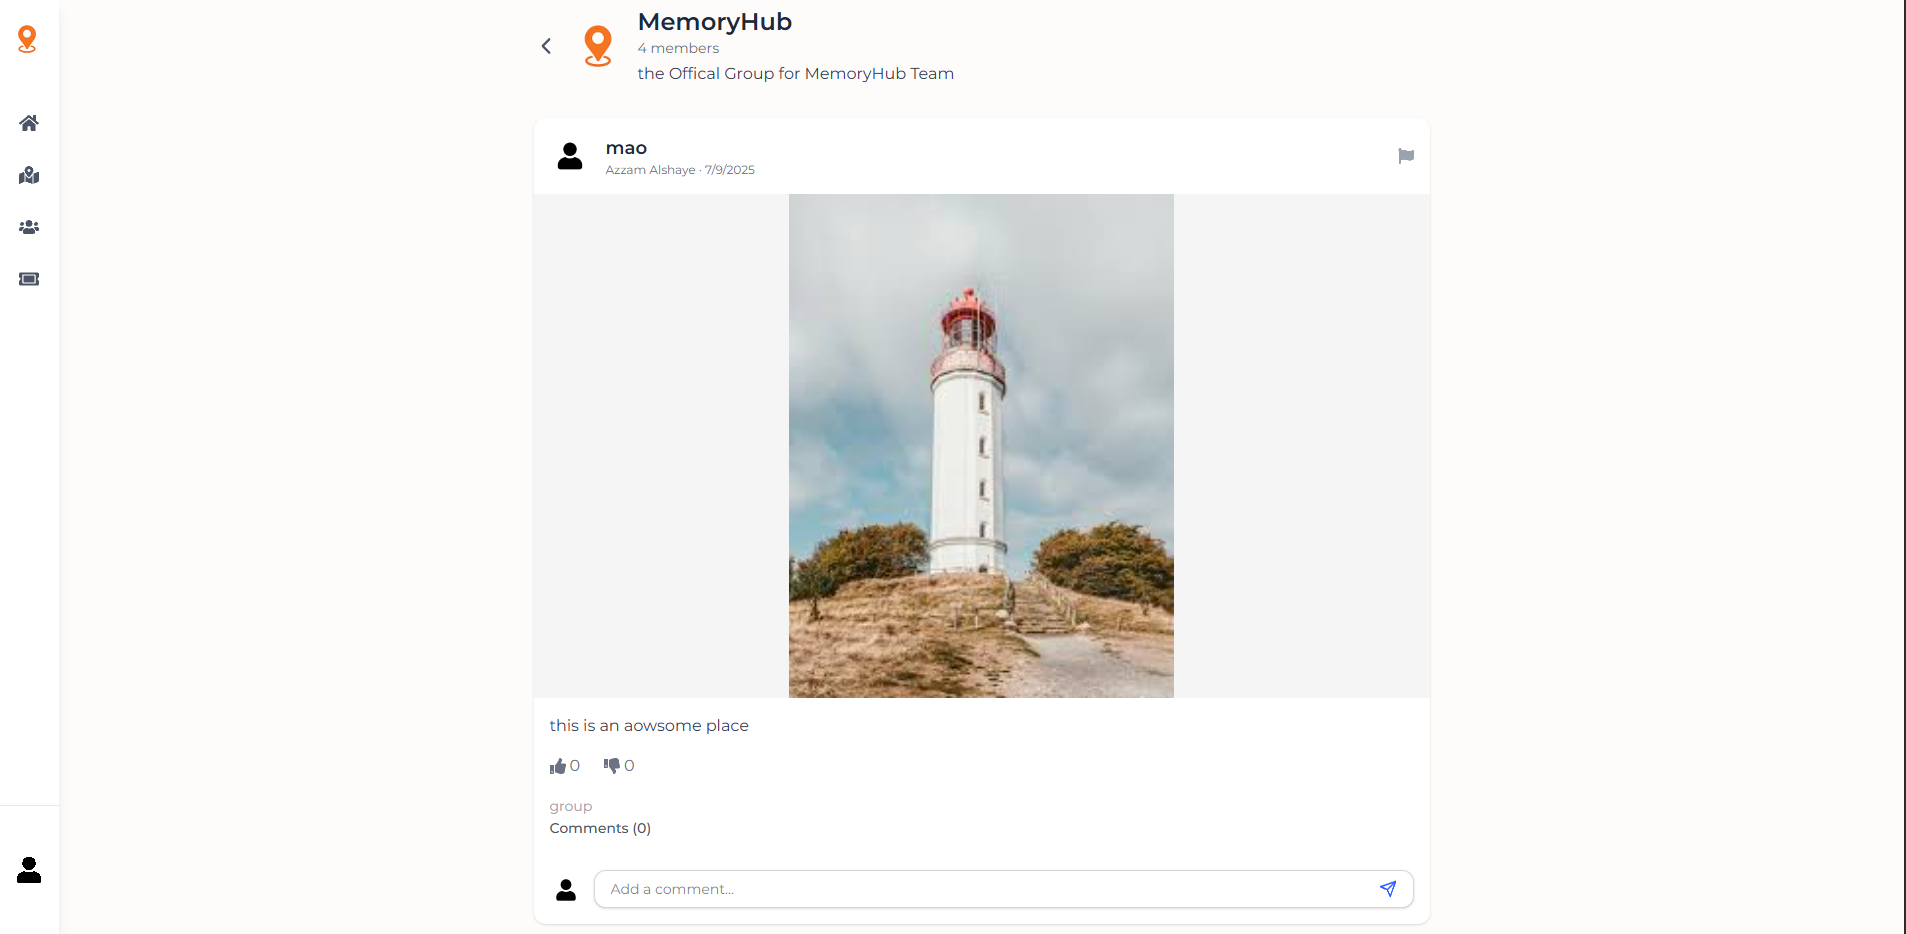 MemoryHub
4 members
the Offical Group for MemoryHub Team
mao
Azzam Alshaye · 7/9/2025
this is an aowsome place
0 0
group
Comments (0)
Add a comment...